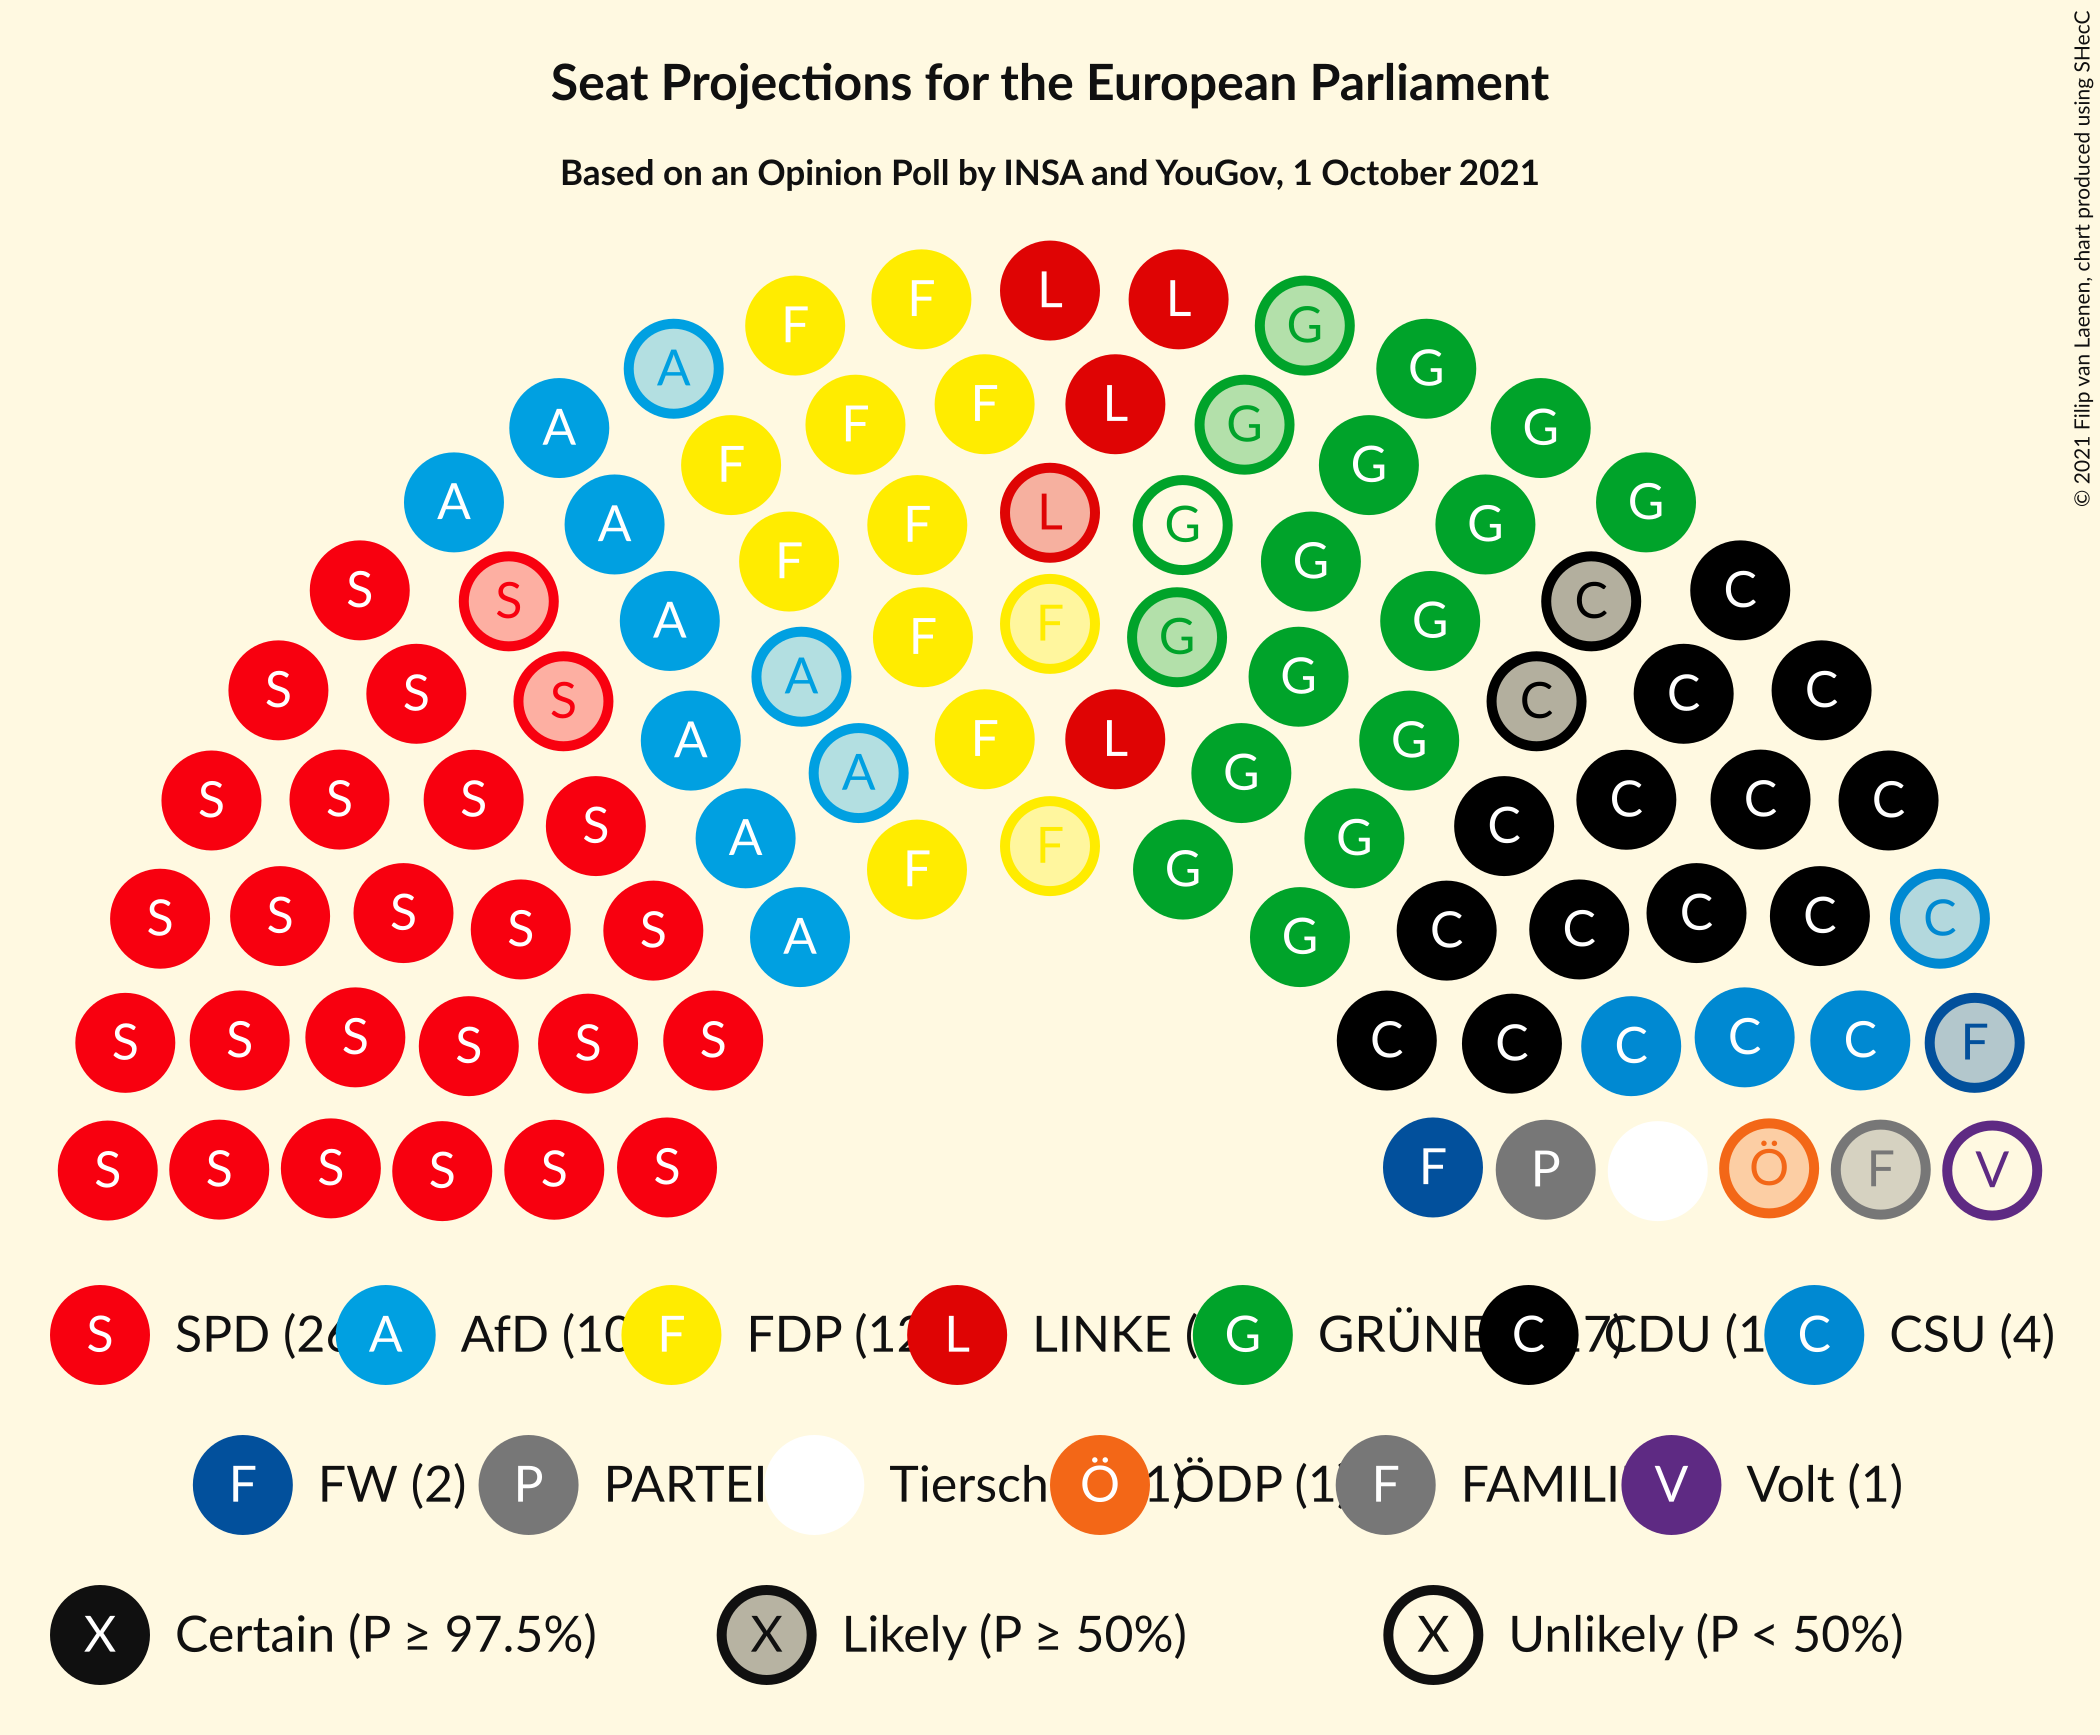 Seat Projections for the European Parliament
Based on an Opinion Poll by INSA and YouGov, 1 October 2021
© 2021 Filip van Laenen, chart produced using SHecC
L
F L
F G
A F G
F L
A F G G
A F G G
L
F G
A A G G
F G
S S F C C
A F G G
A G
S S C C
F L
A G
S S A G C C
S S S C C C
S S A G C C
F
F G
S S S C C C
S S S C C C
S S A G C C
S S S C C C
S S S C C F
S S S C C C
S S S S S S F P Ö F V
S SPD (26 A AfD (10 F FDP (12 L LINKE ( G GRÜNE C 7) CDU (1 C CSU (4)
F FW (2) P PARTEI Tiersch Ö 1) ÖDP (1 F FAMILI V Volt (1)
X Certain (P ≥ 97.5%) X Likely (P ≥ 50%) X Unlikely (P < 50%)